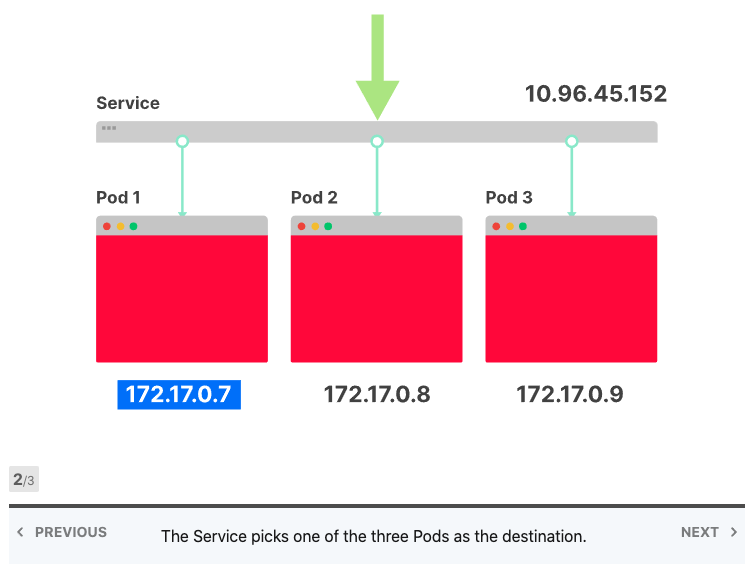 Service
10.96.45.152
Pod 1
Pod 2
Pod 3
172.17.0.7
172.17.0.8
172.17.0.9
2/3
PREVIOUS
The Service picks one of the three Pods as the destination.
NEXT